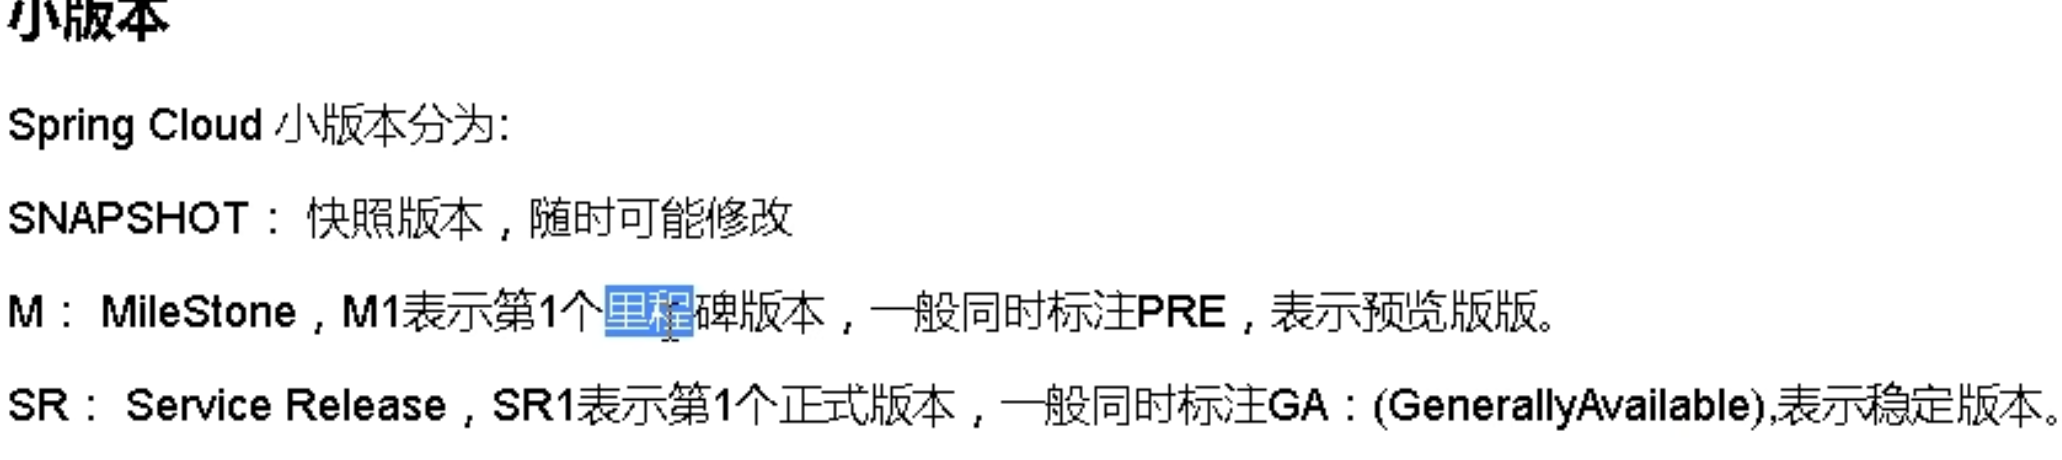 小版本
Spring Cloud 小版本分为:
SNAPSHOT： 快照版本，随时可能修改
M： MileStone，M1表示第1个里程碑版本，一般同时标注PRE，表示预览版版。
SR： Service Release，SR1表示第1个正式版本，一般同时标注GA：(GenerallyAvailable),表示稳定版本。